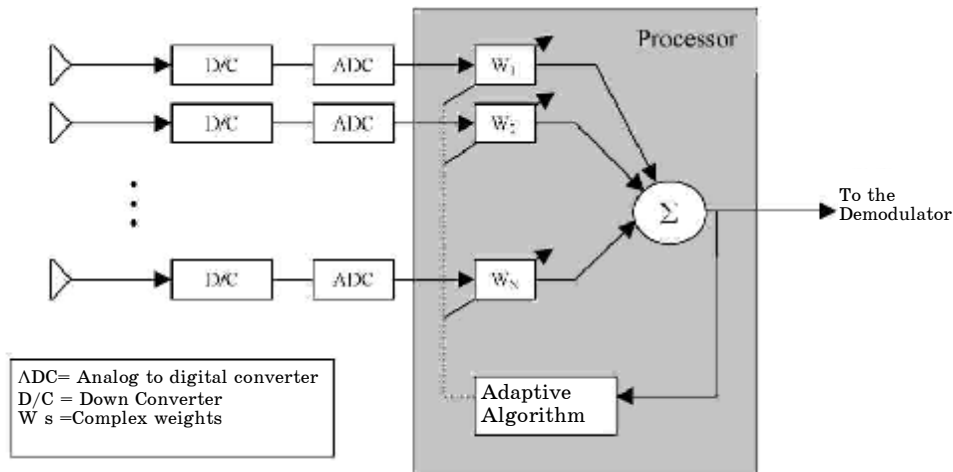 Processor
D/C ADC W1
D/C ADC W2
Σ
To the
Demodulator
D/C ADC WN
Adaptive
Algorithm
ADC= Analog to digital converter
D/C = Down Converter
W s =Complex weights